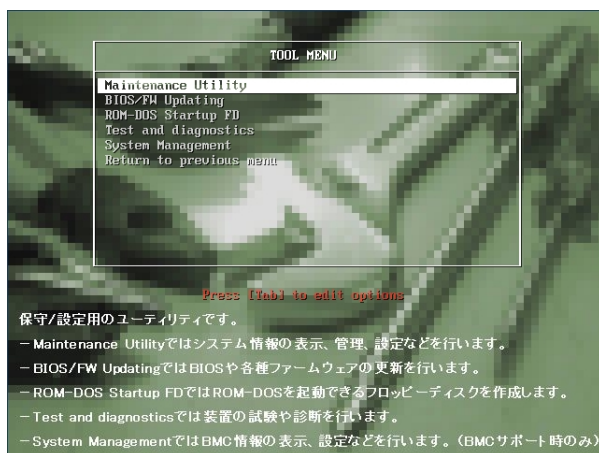 TOOL MENU
Maintenance Utility
BIOS/FW Updating
ROM-DOS Startup FD
Test and diagnostics
System Management
Return to previous menu
Press [Tab] to edit options
保守/設定用のユーティリティです。
－Maintenance Utilityではシステム情報の表示、管理、設定などを行います。
－BIOS/FW UpdatingではBIOSや各種ファームウェアの更新を行います。
－ROM-DOS Startup FDではROM-DOSを起動できるフロッピーディスクを作成します。
－Test and diagnosticsでは装置の試験や診断を行います。
－System ManagementではBMC情報の表示、設定などを行います。(BMCサポート時のみ)